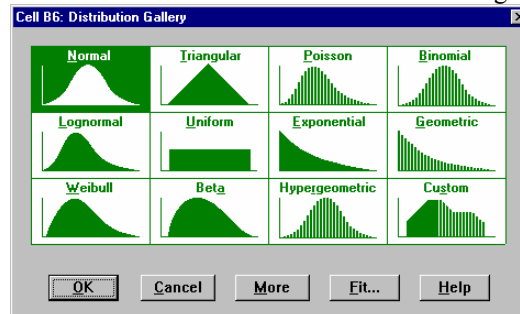 Cell B6: Distribution Gallery
Normal Triangular Poisson Binomial
Lognormal Uniform Exponential Geometric
Weibull Beta Hypergeometric Custom
OK Cancel More Fit... Help